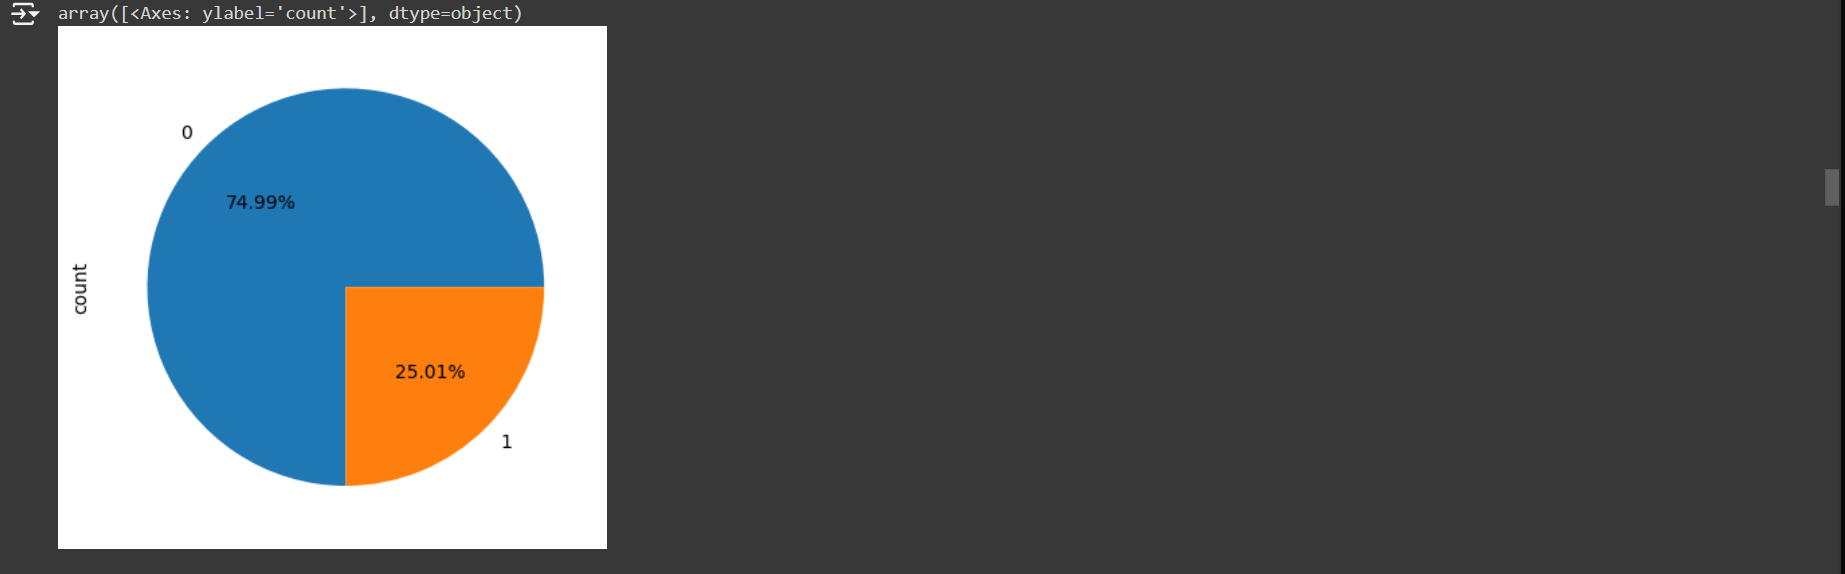 array([<Axes: ylabel='count'>], dtype=object)
0
74.99%
count
25.01%
1